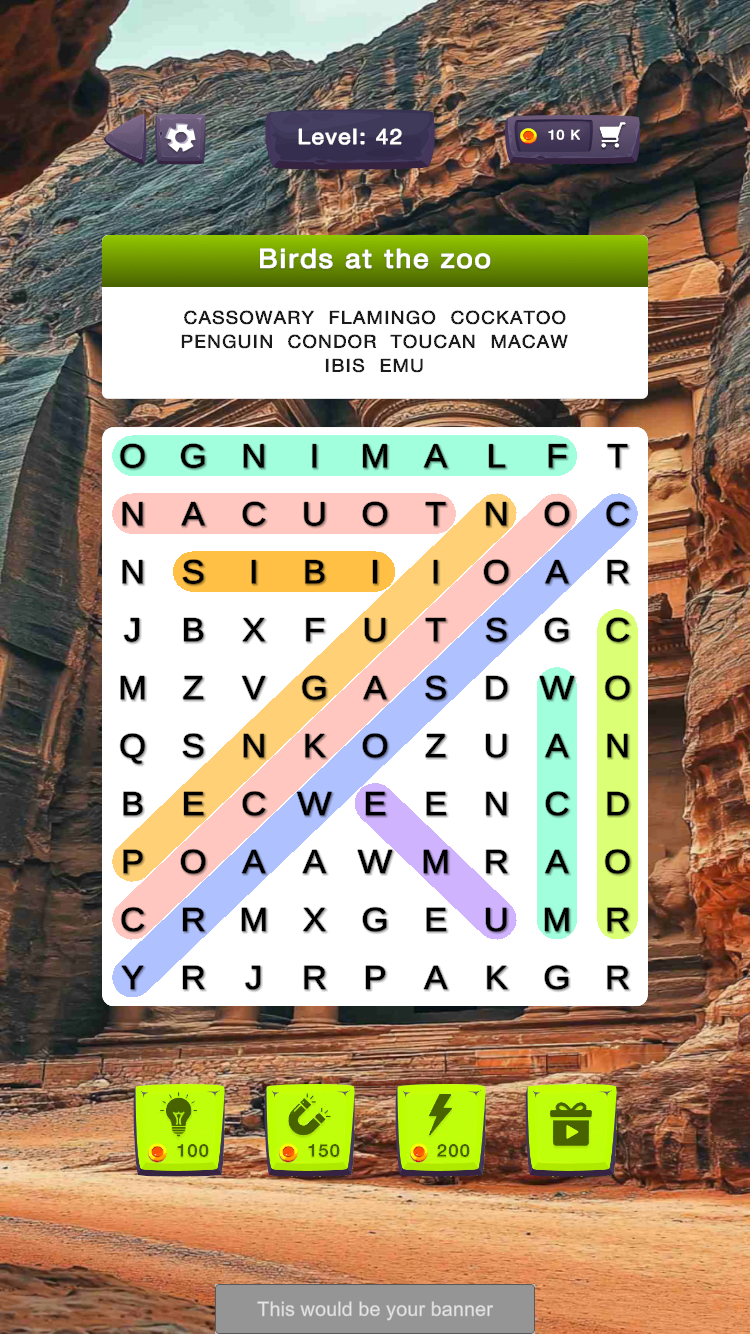 Level: 42
10 K
Birds at the zoo
CASSOWARY FLAMINGO COCKATOO
PENGUIN CONDOR TOUCAN MACAW
IBIS EMU
O G N I M A L F T
N A C U O T N O C
N S I B I I O A R
J B X F U T S G C
M Z V G A S D W O
Q S N K O Z U A N
B E C W E E N C D
P O A A W M R A O
C R M X G E U M R
Y R J R P A K G R
100 150 200
This would be your banner